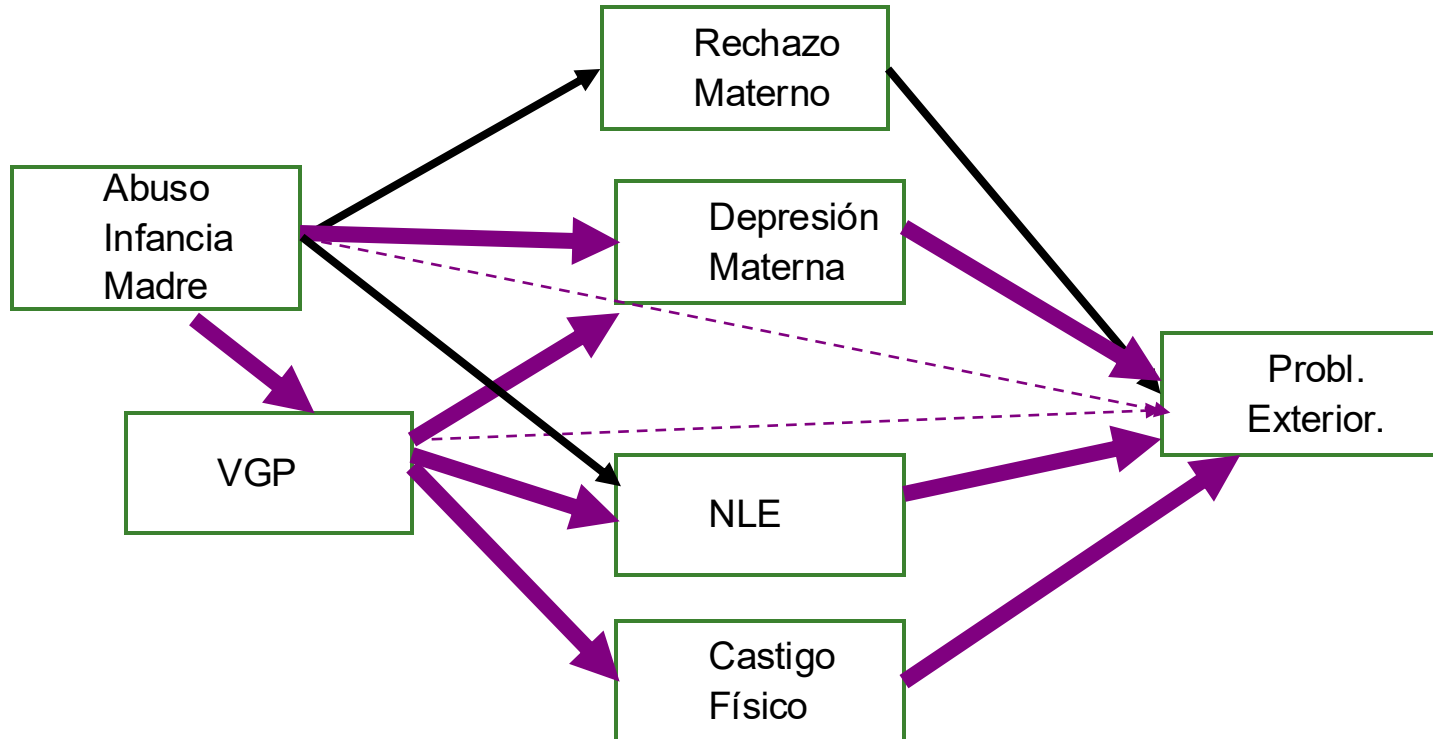 Rechazo
Materno
Abuso
Infancia
Madre
Depresión
Materna
Probl.
Exterior.
VGP
NLE
Castigo
Físico